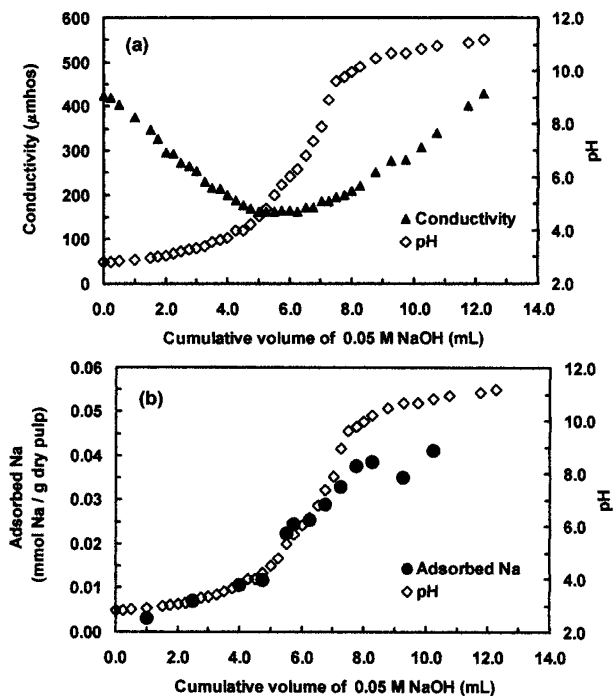 (a)
600
500
400
300
200
100
0
Conductivity (μmhos)
12.0
10.0
8.0
6.0
4.0
2.0
pH
Conductivity
pH
0.0 2.0 4.0 6.0 8.0 10.0 12.0 14.0
Cumulative volume of 0.05 M NaOH (mL)
(b)
0.06
0.05
0.04
0.03
0.02
0.01
0.00
Adsorbed Na
(mmol Na / g dry pulp)
12.0
10.0
8.0
6.0
4.0
2.0
pH
Adsorbed Na
pH
0.0 2.0 4.0 6.0 8.0 10.0 12.0 14.0
Cumulative volume of 0.05 M NaOH (mL)